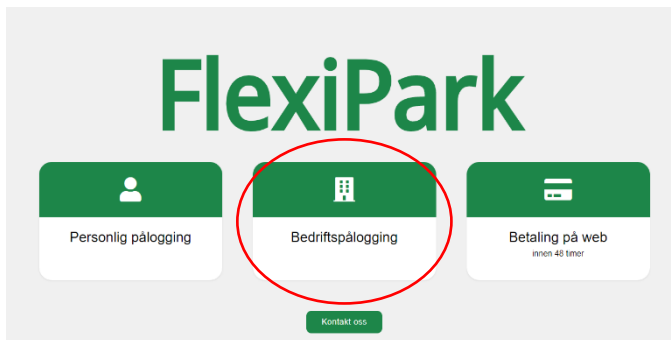 FlexiPark
Personlig pålogging
Bedriftspålogging
Betaling på web
innen 48 timer
Kontakt oss